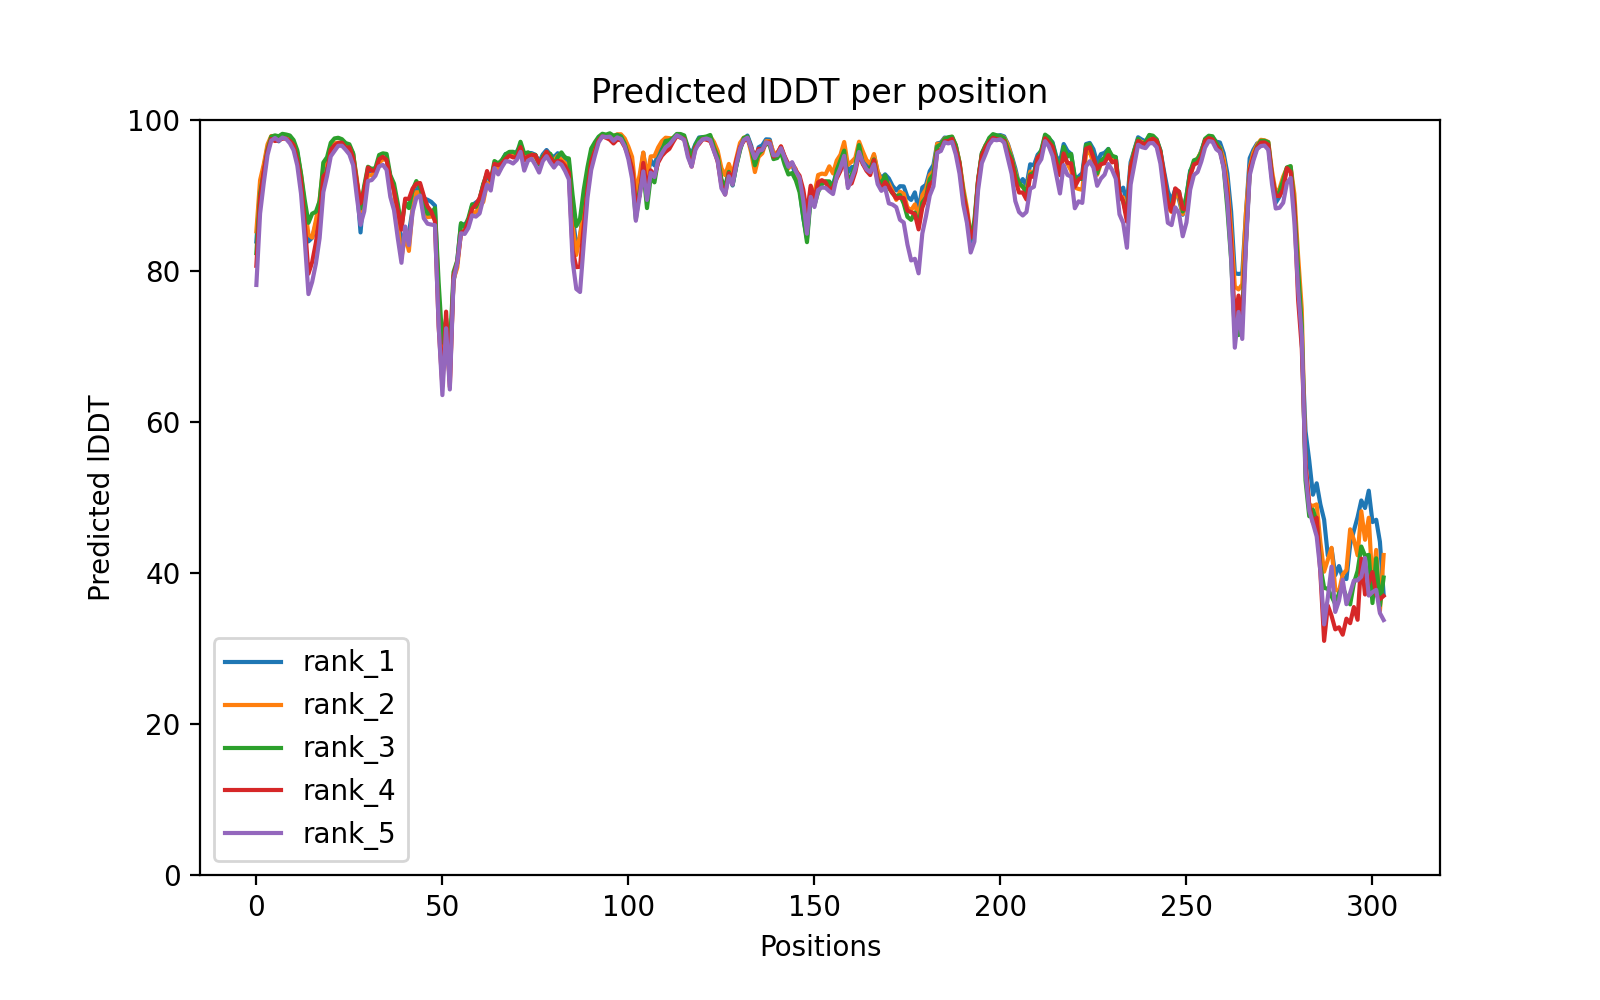 Predicted lDDT per position
100
80
60
40
20
0
Predicted lDDT
rank_1
rank_2
rank_3
rank_4
rank_5
0 50 100 150 200 250 300
Positions